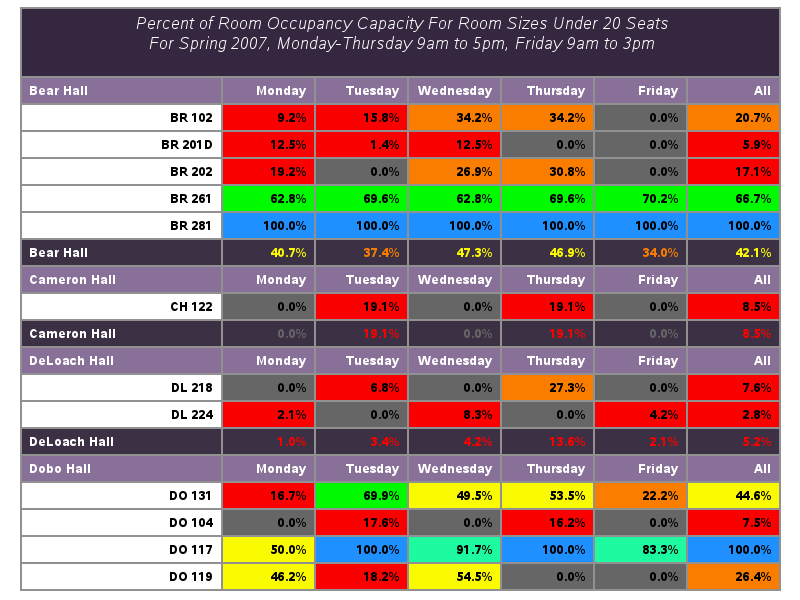 Percent of Room Occupancy Capacity For Room Sizes Under 20 Seats
For Spring 2007, Monday-Thursday 9am to 5pm, Friday 9am to 3pm
Bear Hall Monday Tuesday Wednesday Thursday Friday All
BR 102 9.2% 15.8% 34.2% 34.2% 0.0% 20.7%
BR 201D 12.5% 1.4% 12.5% 0.0% 0.0% 5.9%
BR 202 19.2% 0.0% 26.9% 30.8% 0.0% 17.1%
BR 261 62.8% 69.6% 62.8% 69.6% 70.2% 66.7%
BR 281 100.0% 100.0% 100.0% 100.0% 100.0% 100.0%
Bear Hall 40.7% 37.4% 47.3% 46.9% 34.0% 42.1%
Cameron Hall Monday Tuesday Wednesday Thursday Friday All
CH 122 0.0% 19.1% 0.0% 19.1% 0.0% 8.5%
Cameron Hall 0.0% 19.1% 0.0% 19.1% 0.0% 8.5%
DeLoach Hall Monday Tuesday Wednesday Thursday Friday All
DL 218 0.0% 6.8% 0.0% 27.3% 0.0% 7.6%
DL 224 2.1% 0.0% 8.3% 0.0% 4.2% 2.8%
DeLoach Hall 1.0% 3.4% 4.2% 13.6% 2.1% 5.2%
Dobo Hall Monday Tuesday Wednesday Thursday Friday All
DO 131 16.7% 69.9% 49.5% 53.5% 22.2% 44.6%
DO 104 0.0% 17.6% 0.0% 16.2% 0.0% 7.5%
DO 117 50.0% 100.0% 91.7% 100.0% 83.3% 100.0%
DO 119 46.2% 18.2% 54.5% 0.0% 0.0% 26.4%